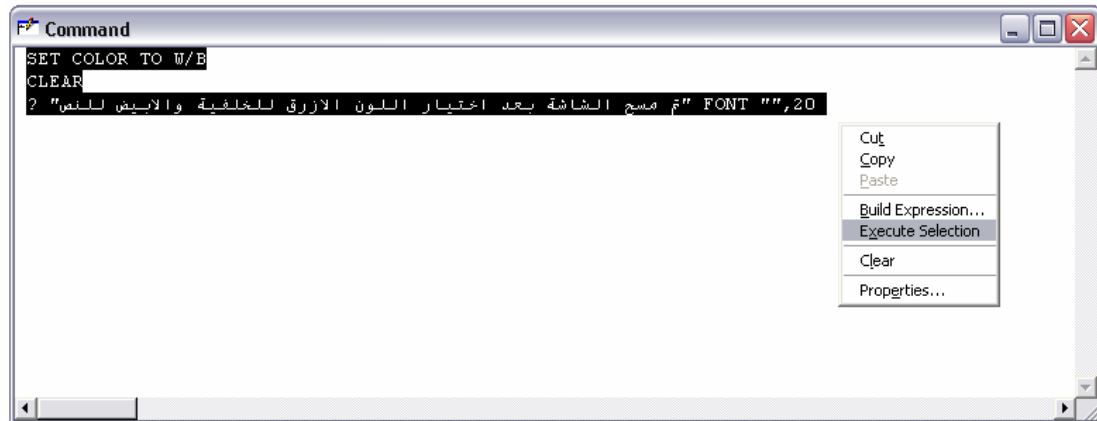 Command
SET COLOR TO W/B
CLEAR
? "تم مسح الشاشة بعد اختيار اللون الازرق للخلفية والابيض للنص" FONT "",20
Cut
Copy
Paste
Build Expression...
Execute Selection
Clear
Properties...